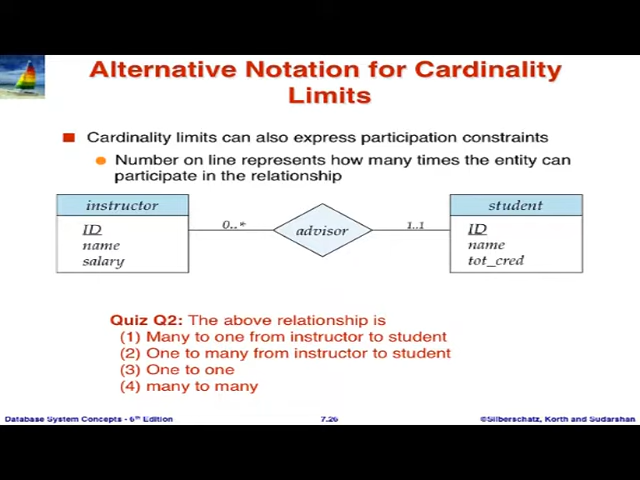 Alternative Notation for Cardinality
Limits
Cardinality limits can also express participation constraints
Number on line represents how many times the entity can
participate in the relationship
instructor
ID
name
salary
0..*
advisor
1..1
student
ID
name
tot_cred
Quiz Q2: The above relationship is
(1) Many to one from instructor to student
(2) One to many from instructor to student
(3) One to one
(4) many to many
Database System Concepts - 6th Edition
7.26
©Silberschatz, Korth and Sudarshan